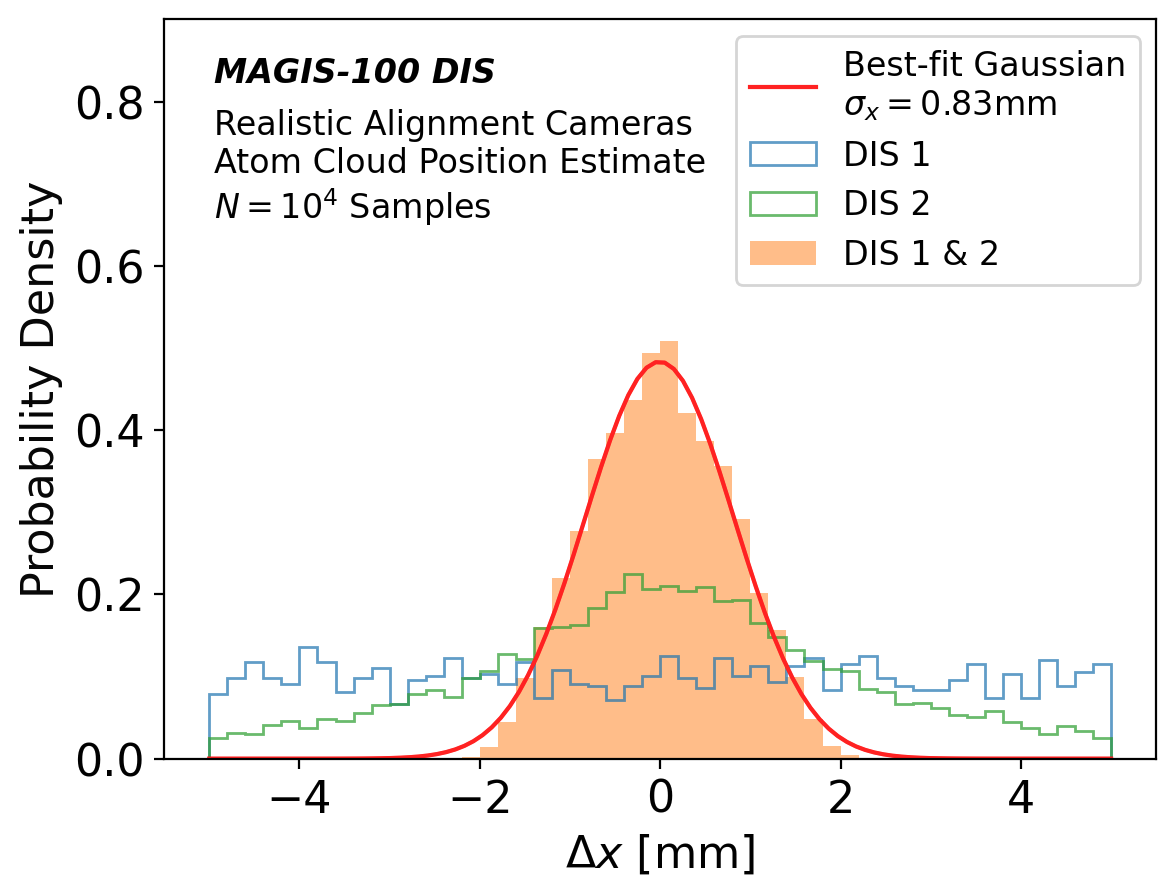 MAGIS-100 DIS
Realistic Alignment Cameras
Atom Cloud Position Estimate
N = 10⁴ Samples
Best-fit Gaussian
σₓ = 0.83mm
DIS 1
DIS 2
DIS 1 & 2
Probability Density
0.8
0.6
0.4
0.2
0.0
−4
−2
0
2
4
Δx [mm]